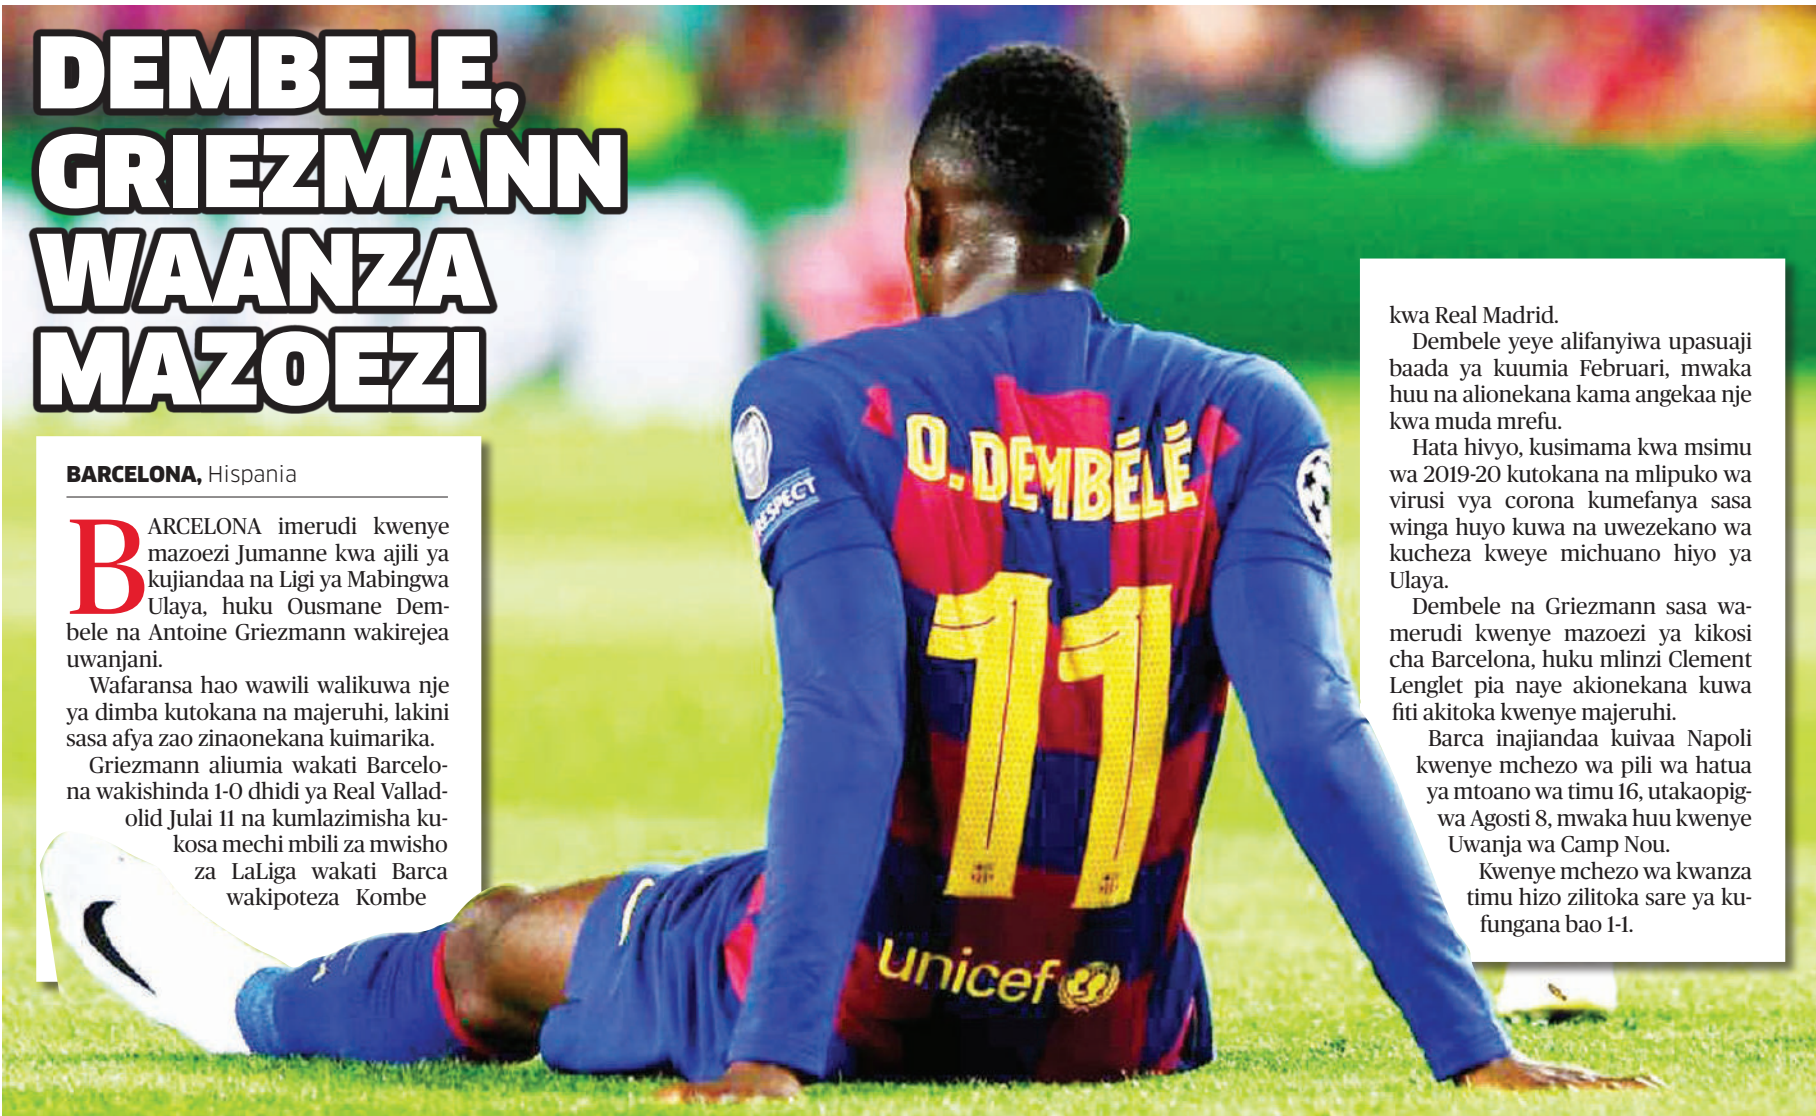 DEMBELE,
GRIEZMANN
WAANZA
MAZOEZI
BARCELONA, Hispania
BARCELONA imerudi kwenye
mazoezi Jumanne kwa ajili ya
kujiandaa na Ligi ya Mabingwa
Ulaya, huku Ousmane Dem-
bele na Antoine Griezmann wakirejea
uwanjani.
Wafaransa hao wawili walikuwa nje
ya dimba kutokana na majeruhi, lakini
sasa afya zao zinaonekana kuimarika.
Griezmann aliumia wakati Barcelo-
na wakishinda 1-0 dhidi ya Real Vallad-
olid Julai 11 na kumlazimisha ku-
kosa mechi mbili za mwisho
za LaLiga wakati Barca
wakipoteza Kombe
kwa Real Madrid.
Dembele yeye alifanyiwa upasuaji
baada ya kuumia Februari, mwaka
huu na alionekana kama angekaa nje
kwa muda mrefu.
Hata hivyo, kusimama kwa msimu
wa 2019-20 kutokana na mlipuko wa
virusi vya corona kumefanya sasa
winga huyo kuwa na uwezekano wa
kucheza kweye michuano hiyo ya
Ulaya.
Dembele na Griezmann sasa wa-
merudi kwenye mazoezi ya kikosi
cha Barcelona, huku mlinzi Clement
Lenglet pia naye akionekana kuwa
fiti akitoka kwenye majeruhi.
Barca inajiandaa kuivaa Napoli
kwenye mchezo wa pili wa hatua
ya mtoano wa timu 16, utakaopig-
wa Agosti 8, mwaka huu kwenye
Uwanja wa Camp Nou.
Kwenye mchezo wa kwanza
timu hizo zilitoka sare ya ku-
fungana bao 1-1.
O. DEMBÉLÉ
11
unicef
RESPECT